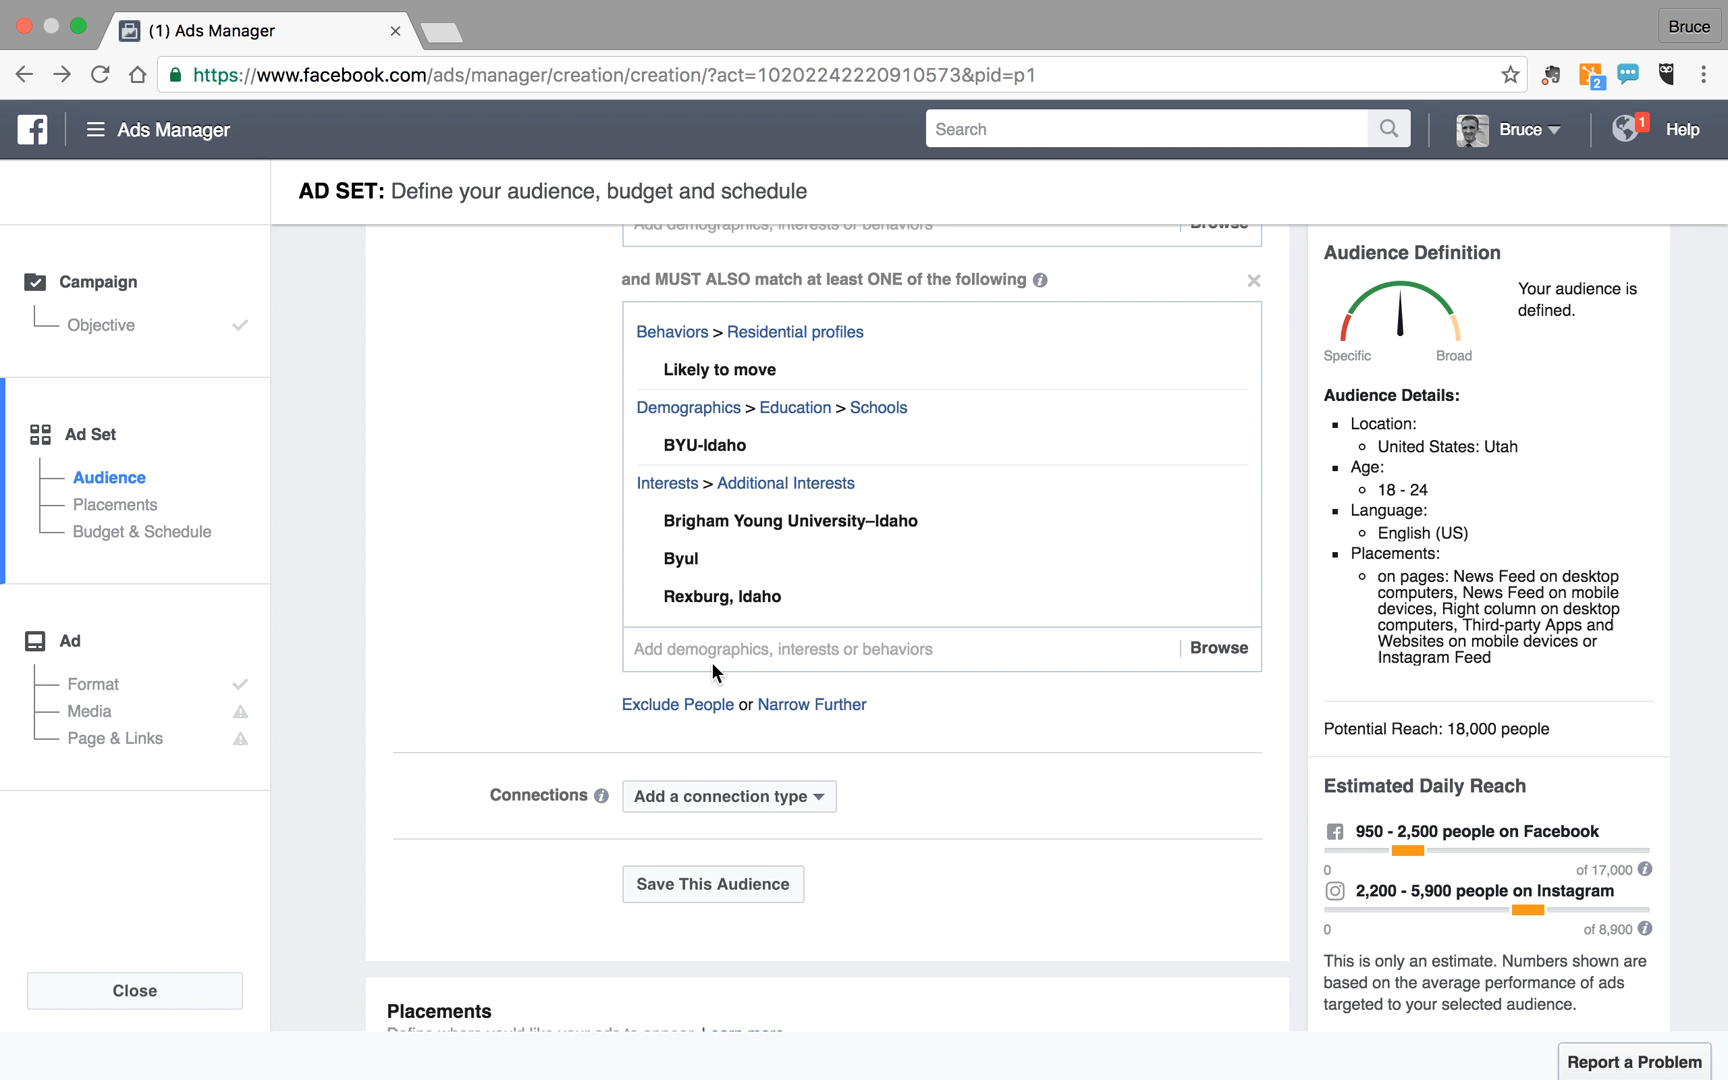 (1) Ads Manager
Bruce
https://www.facebook.com/ads/manager/creation/creation/?act=10202242220910573&pid=p1
2
Ads Manager
Search
Bruce
1
Help
AD SET: Define your audience, budget and schedule
Campaign
Objective
Ad Set
Audience
Placements
Budget & Schedule
Ad
Format
Media
Page & Links
Close
Add demographics, interests or behaviors
Browse
and MUST ALSO match at least ONE of the following
Behaviors > Residential profiles
Likely to move
Demographics > Education > Schools
BYU-Idaho
Interests > Additional Interests
Brigham Young University–Idaho
ByuI
Rexburg, Idaho
Add demographics, interests or behaviors
Browse
Exclude People or Narrow Further
Connections
Add a connection type
Save This Audience
Placements
Audience Definition
Your audience is
defined.
Specific
Broad
Audience Details:
Location:
United States: Utah
Age:
18 - 24
Language:
English (US)
Placements:
on pages: News Feed on desktop
computers, News Feed on mobile
devices, Right column on desktop
computers, Third-party Apps and
Websites on mobile devices or
Instagram Feed
Potential Reach: 18,000 people
Estimated Daily Reach
950 - 2,500 people on Facebook
0
of 17,000
2,200 - 5,900 people on Instagram
0
of 8,900
This is only an estimate. Numbers shown are
based on the average performance of ads
targeted to your selected audience.
Report a Problem